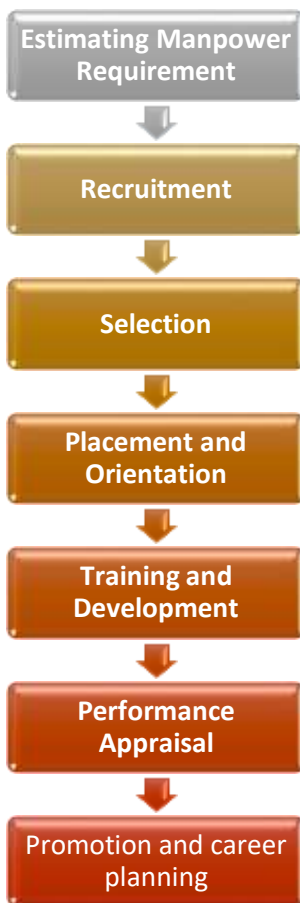 Estimating Manpower
Requirement
Recruitment
Selection
Placement and
Orientation
Training and
Development
Performance
Appraisal
Promotion and career
planning